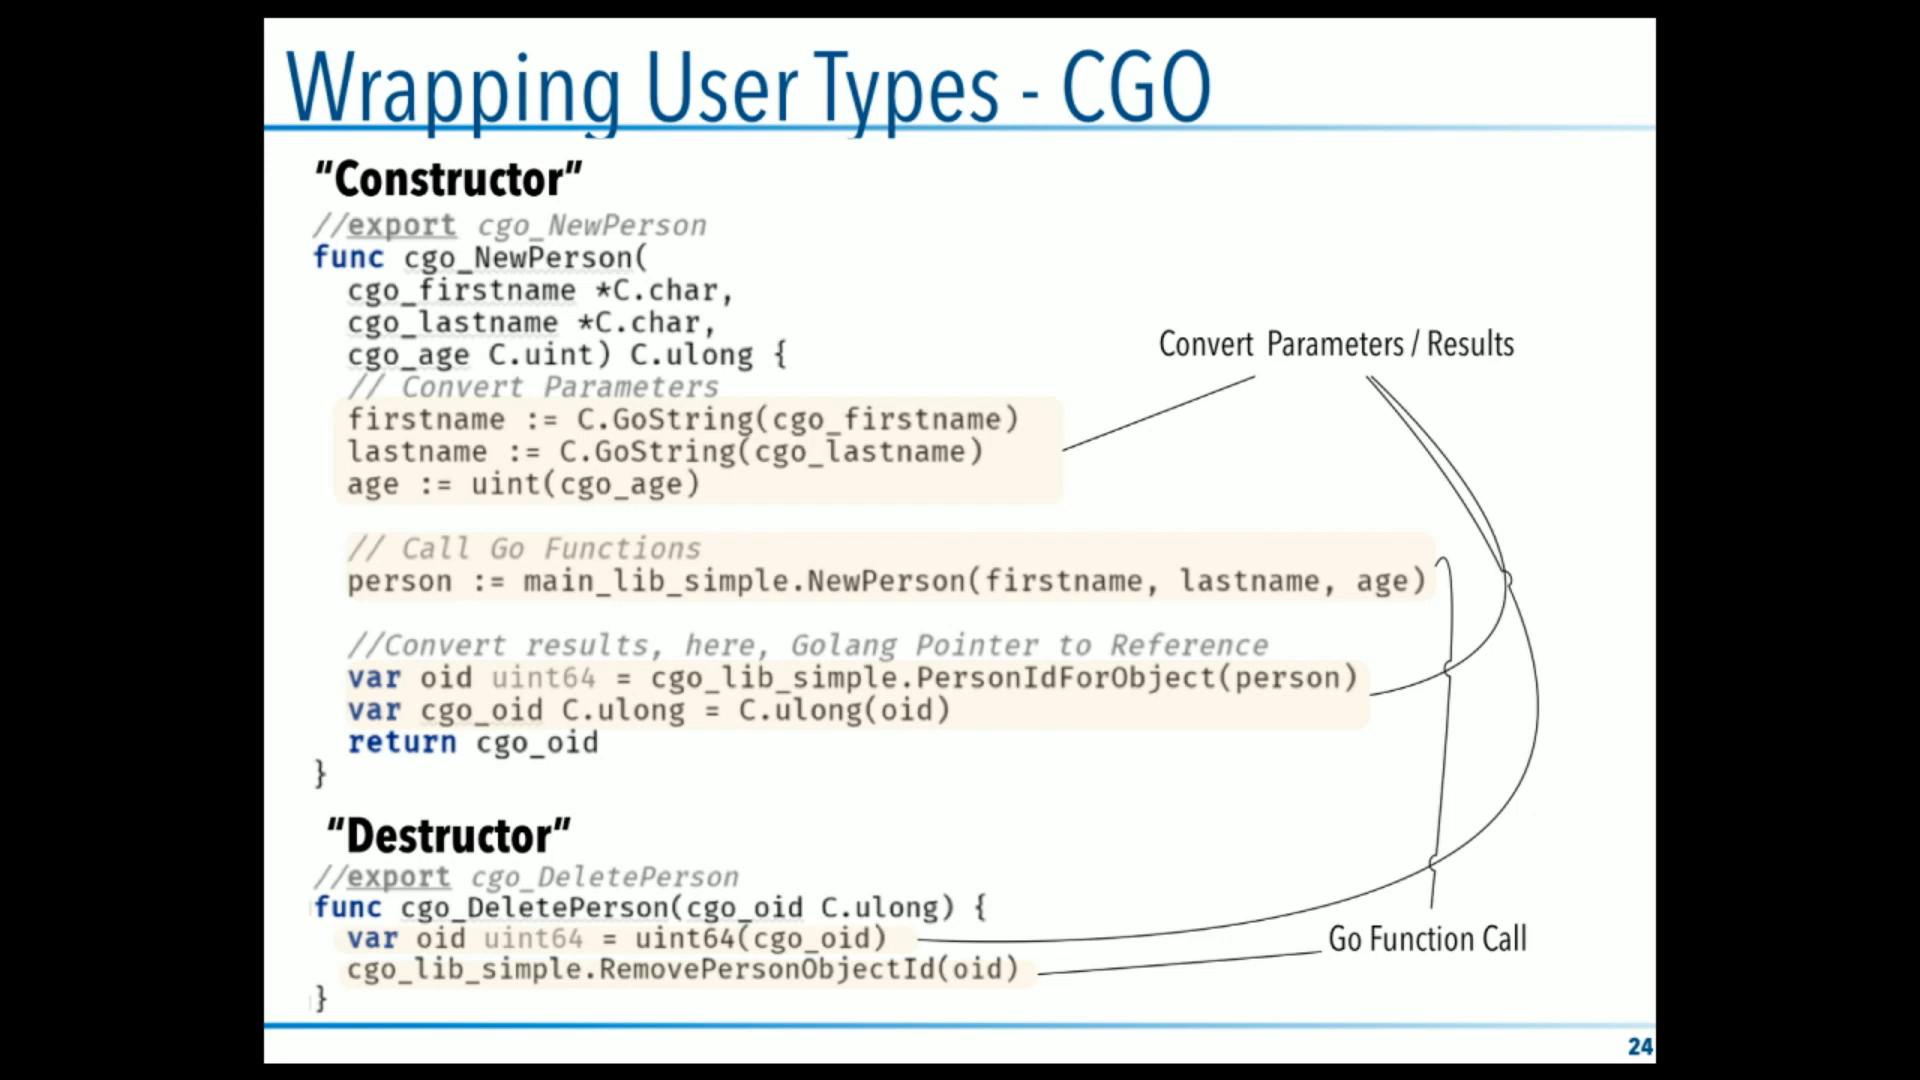 Wrapping User Types - CGO
“Constructor”
//export cgo_NewPerson
func cgo_NewPerson(
cgo_firstname *C.char,
cgo_lastname *C.char,
cgo_age C.uint) C.ulong {
// Convert Parameters
firstname := C.GoString(cgo_firstname)
lastname := C.GoString(cgo_lastname)
age := uint(cgo_age)
// Call Go Functions
person := main_lib_simple.NewPerson(firstname, lastname, age)
//Convert results, here, Golang Pointer to Reference
var oid uint64 = cgo_lib_simple.PersonIdForObject(person)
var cgo_oid C.ulong = C.ulong(oid)
return cgo_oid
}
Convert Parameters / Results
“Destructor”
//export cgo_DeletePerson
func cgo_DeletePerson(cgo_oid C.ulong) {
var oid uint64 = uint64(cgo_oid)
cgo_lib_simple.RemovePersonObjectId(oid)
}
Go Function Call
24